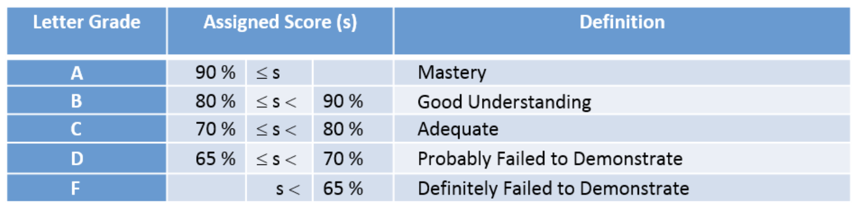 Letter Grade Assigned Score (s) Definition
A 90 % ≤ s Mastery
B 80 % ≤ s < 90 % Good Understanding
C 70 % ≤ s < 80 % Adequate
D 65 % ≤ s < 70 % Probably Failed to Demonstrate
F s < 65 % Definitely Failed to Demonstrate